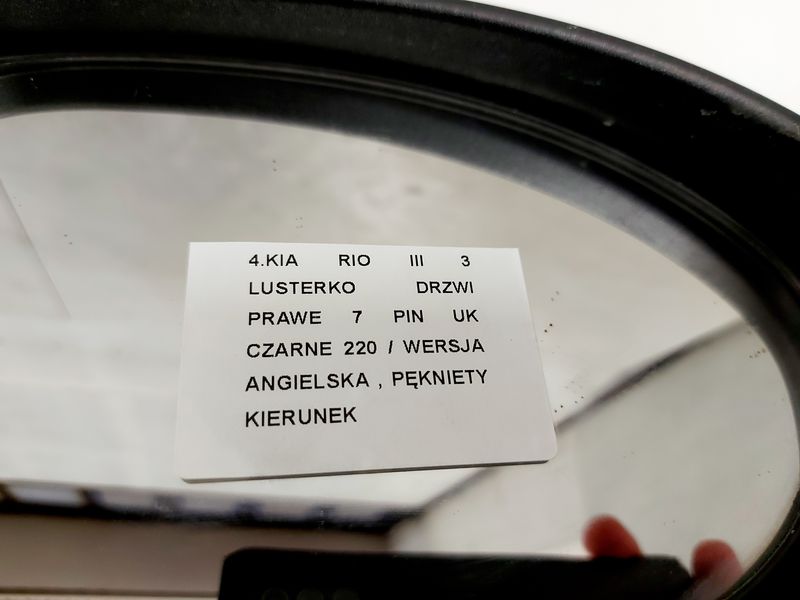 4.KIA RIO III 3
LUSTERKO DRZWI
PRAWE 7 PIN UK
CZARNE 220 / WERSJA
ANGIELSKA , PĘKNIETY
KIERUNEK